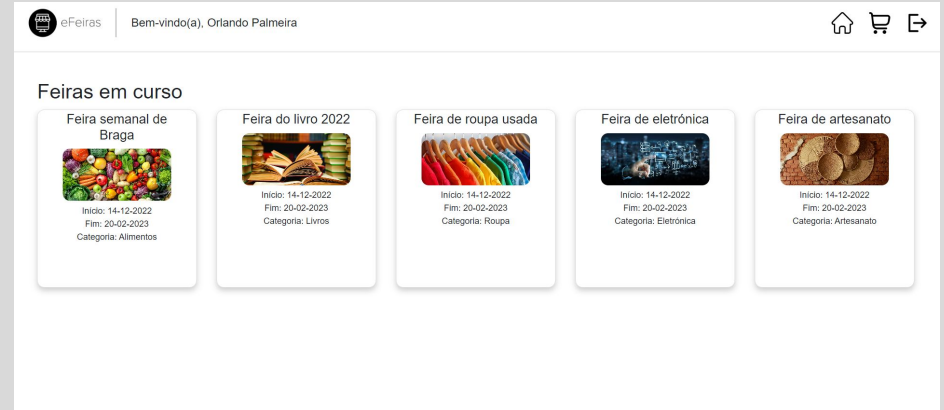 eFeiras
Bem-vindo(a), Orlando Palmeira
Feiras em curso
Feira semanal de
Braga
Início: 14-12-2022
Fim: 20-02-2023
Categoria: Alimentos
Feira do livro 2022
Início: 14-12-2022
Fim: 20-02-2023
Categoria: Livros
Feira de roupa usada
Início: 14-12-2022
Fim: 20-02-2023
Categoria: Roupa
Feira de eletrónica
Início: 14-12-2022
Fim: 20-02-2023
Categoria: Eletrónica
Feira de artesanato
Início: 14-12-2022
Fim: 20-02-2023
Categoria: Artesanato